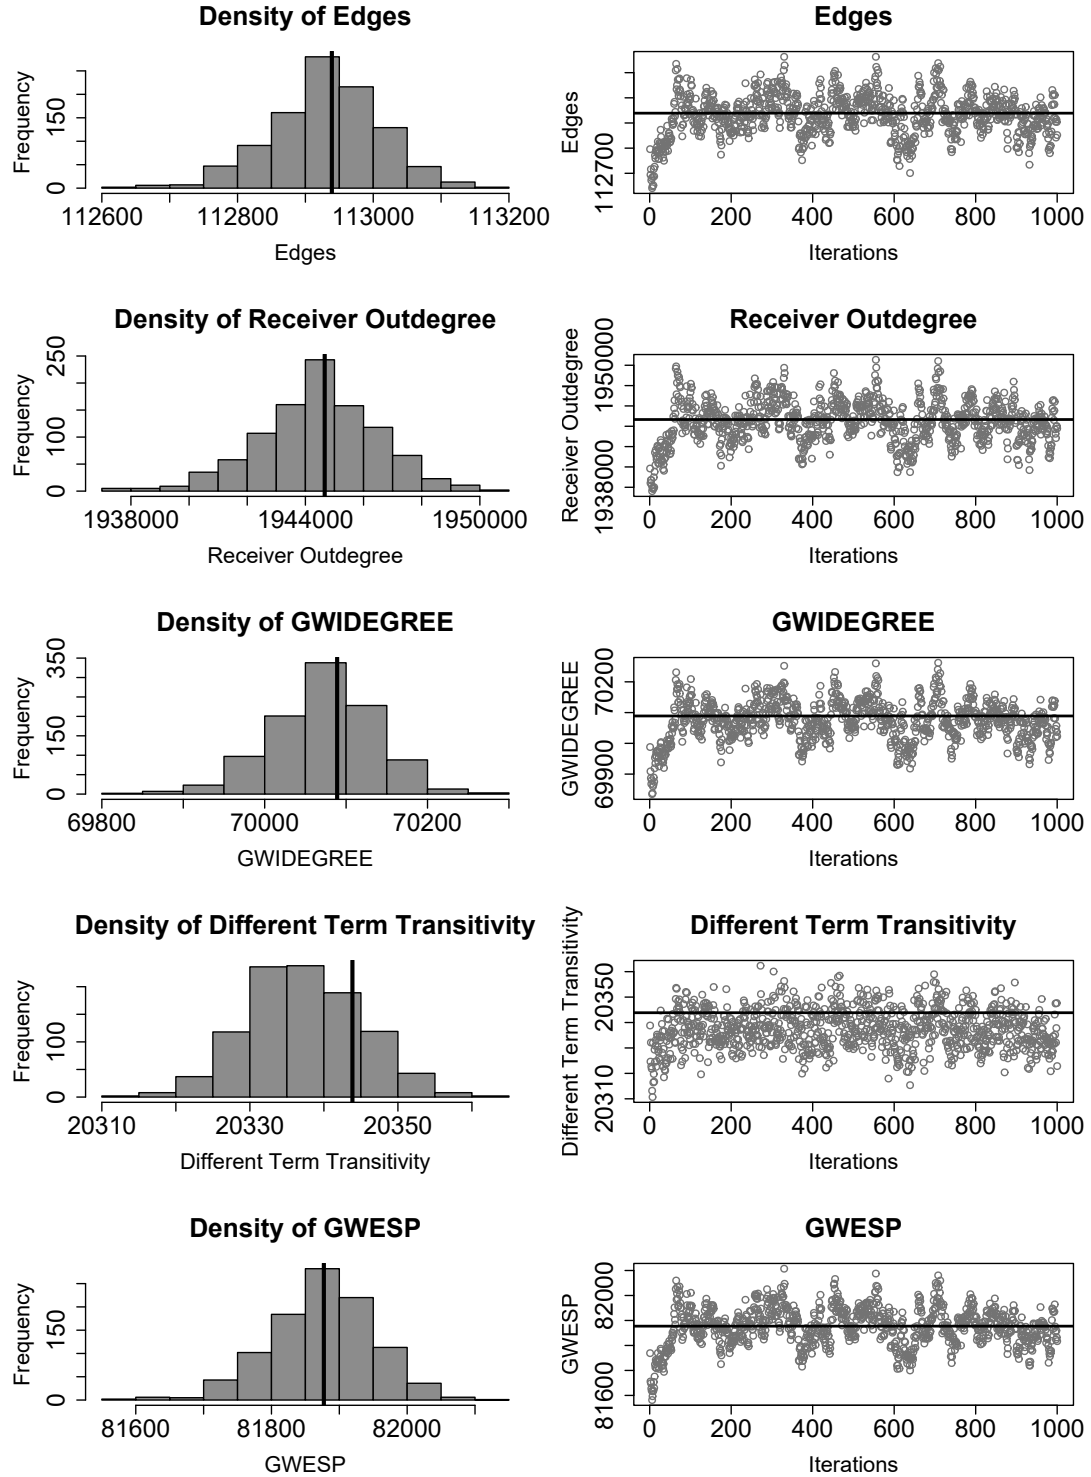 Density of Edges
Frequency
0
150
112600
112800
113000
113200
Edges
Edges
Edges
112700
0
200
400
600
800
1000
Iterations
Density of Receiver Outdegree
Frequency
0
100
250
1938000
1944000
1950000
Receiver Outdegree
Receiver Outdegree
Receiver Outdegree
1938000
1950000
0
200
400
600
800
1000
Iterations
Density of GWIDEGREE
Frequency
0
150
350
69800
70000
70200
GWIDEGREE
GWIDEGREE
GWIDEGREE
69900
70200
0
200
400
600
800
1000
Iterations
Density of Different Term Transitivity
Frequency
0
100
20310
20330
20350
Different Term Transitivity
Different Term Transitivity
Different Term Transitivity
20310
20350
0
200
400
600
800
1000
Iterations
Density of GWESP
Frequency
0
150
81600
81800
82000
GWESP
GWESP
GWESP
81600
82000
0
200
400
600
800
1000
Iterations